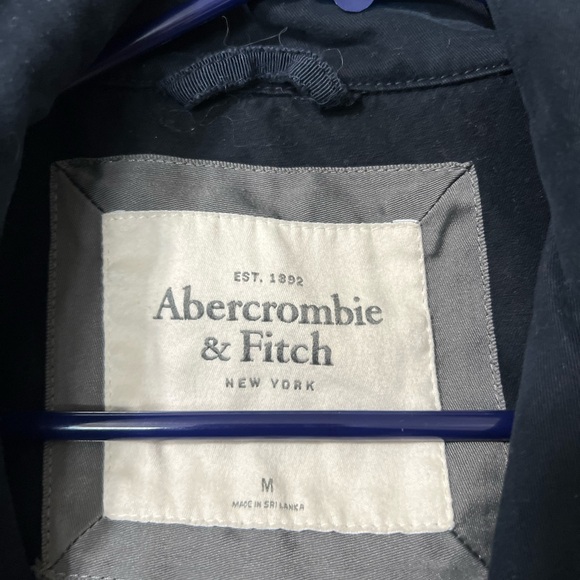 EST. 1892
Abercrombie
& Fitch
NEW YORK
M
MADE IN SRI LANKA